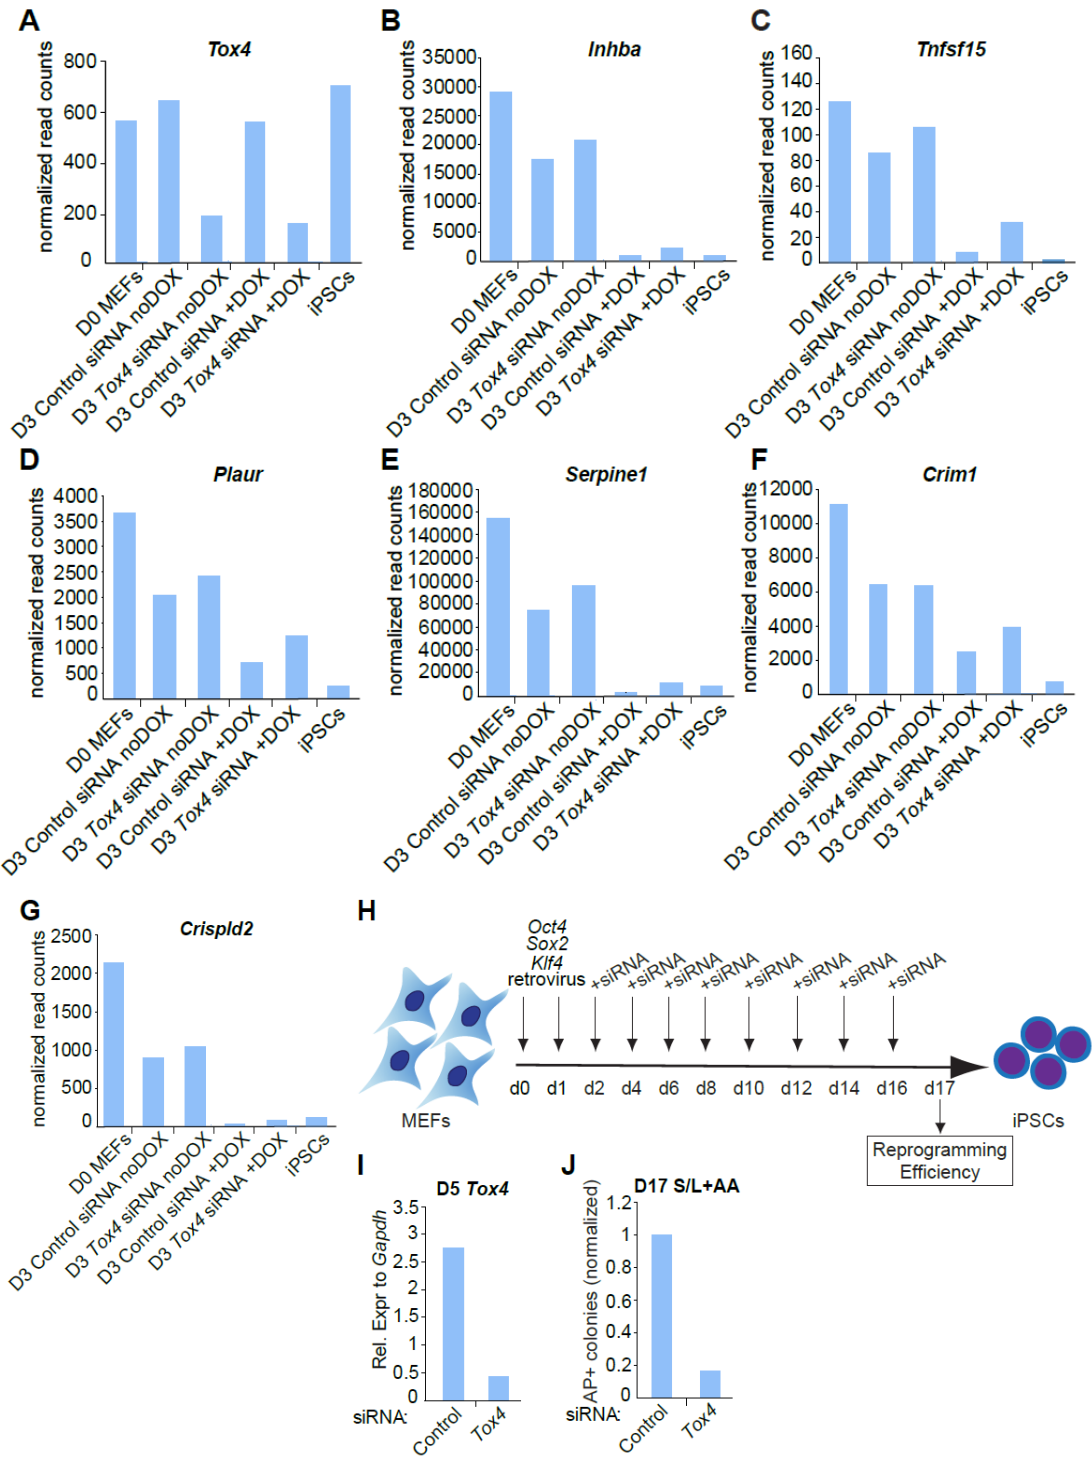 A
Tox4
normalized read counts
800
600
400
200
0
D0 MEFs
D3 Control siRNA noDOX
D3 Tox4 siRNA noDOX
D3 Control siRNA +DOX
D3 Tox4 siRNA +DOX
iPSCs
B
Inhba
normalized read counts
35000
30000
25000
20000
15000
10000
5000
0
D0 MEFs
D3 Control siRNA noDOX
D3 Tox4 siRNA noDOX
D3 Control siRNA +DOX
D3 Tox4 siRNA +DOX
iPSCs
C
Tnfsf15
normalized read counts
160
140
120
100
80
60
40
20
0
D0 MEFs
D3 Control siRNA noDOX
D3 Tox4 siRNA noDOX
D3 Control siRNA +DOX
D3 Tox4 siRNA +DOX
iPSCs
D
Plaur
normalized read counts
4000
3500
3000
2500
2000
1500
1000
500
0
D0 MEFs
D3 Control siRNA noDOX
D3 Tox4 siRNA noDOX
D3 Control siRNA +DOX
D3 Tox4 siRNA +DOX
iPSCs
E
Serpine1
normalized read counts
180000
160000
140000
120000
100000
80000
60000
40000
20000
0
D0 MEFs
D3 Control siRNA noDOX
D3 Tox4 siRNA noDOX
D3 Control siRNA +DOX
D3 Tox4 siRNA +DOX
iPSCs
F
Crim1
normalized read counts
12000
10000
8000
6000
4000
2000
0
D0 MEFs
D3 Control siRNA noDOX
D3 Tox4 siRNA noDOX
D3 Control siRNA +DOX
D3 Tox4 siRNA +DOX
iPSCs
G
Crispld2
normalized read counts
2500
2000
1500
1000
500
0
D0 MEFs
D3 Control siRNA noDOX
D3 Tox4 siRNA noDOX
D3 Control siRNA +DOX
D3 Tox4 siRNA +DOX
iPSCs
H
Oct4
Sox2
Klf4
retrovirus
+siRNA
+siRNA
+siRNA
+siRNA
+siRNA
+siRNA
+siRNA
+siRNA
d0 d1 d2 d4 d6 d8 d10 d12 d14 d16 d17
MEFs
iPSCs
Reprogramming
Efficiency
I
D5 Tox4
Rel. Expr to Gapdh
3.5
3
2.5
2
1.5
1
0.5
0
siRNA:
Control
Tox4
J
D17 S/L+AA
AP+ colonies (normalized)
1.2
1
0.8
0.6
0.4
0.2
0
siRNA:
Control
Tox4